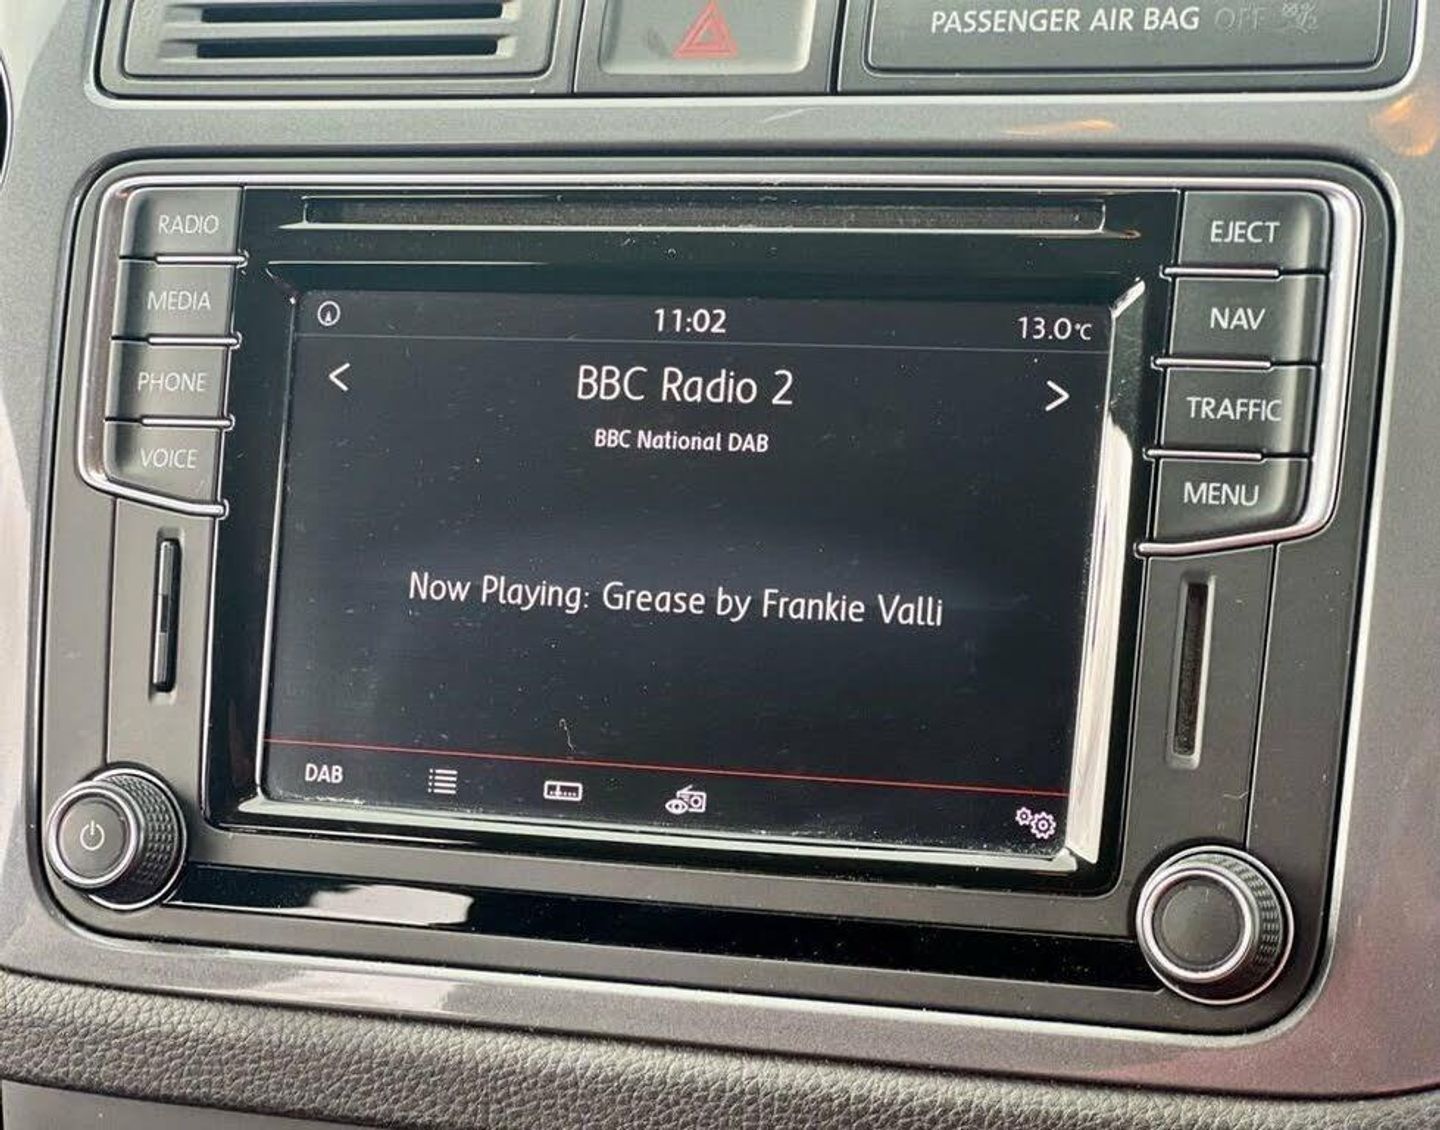 PASSENGER AIR BAG OFF
RADIO
MEDIA
PHONE
VOICE
EJECT
NAV
TRAFFIC
MENU
11:02
13.0°C
< BBC Radio 2 >
BBC National DAB
Now Playing: Grease by Frankie Valli
DAB